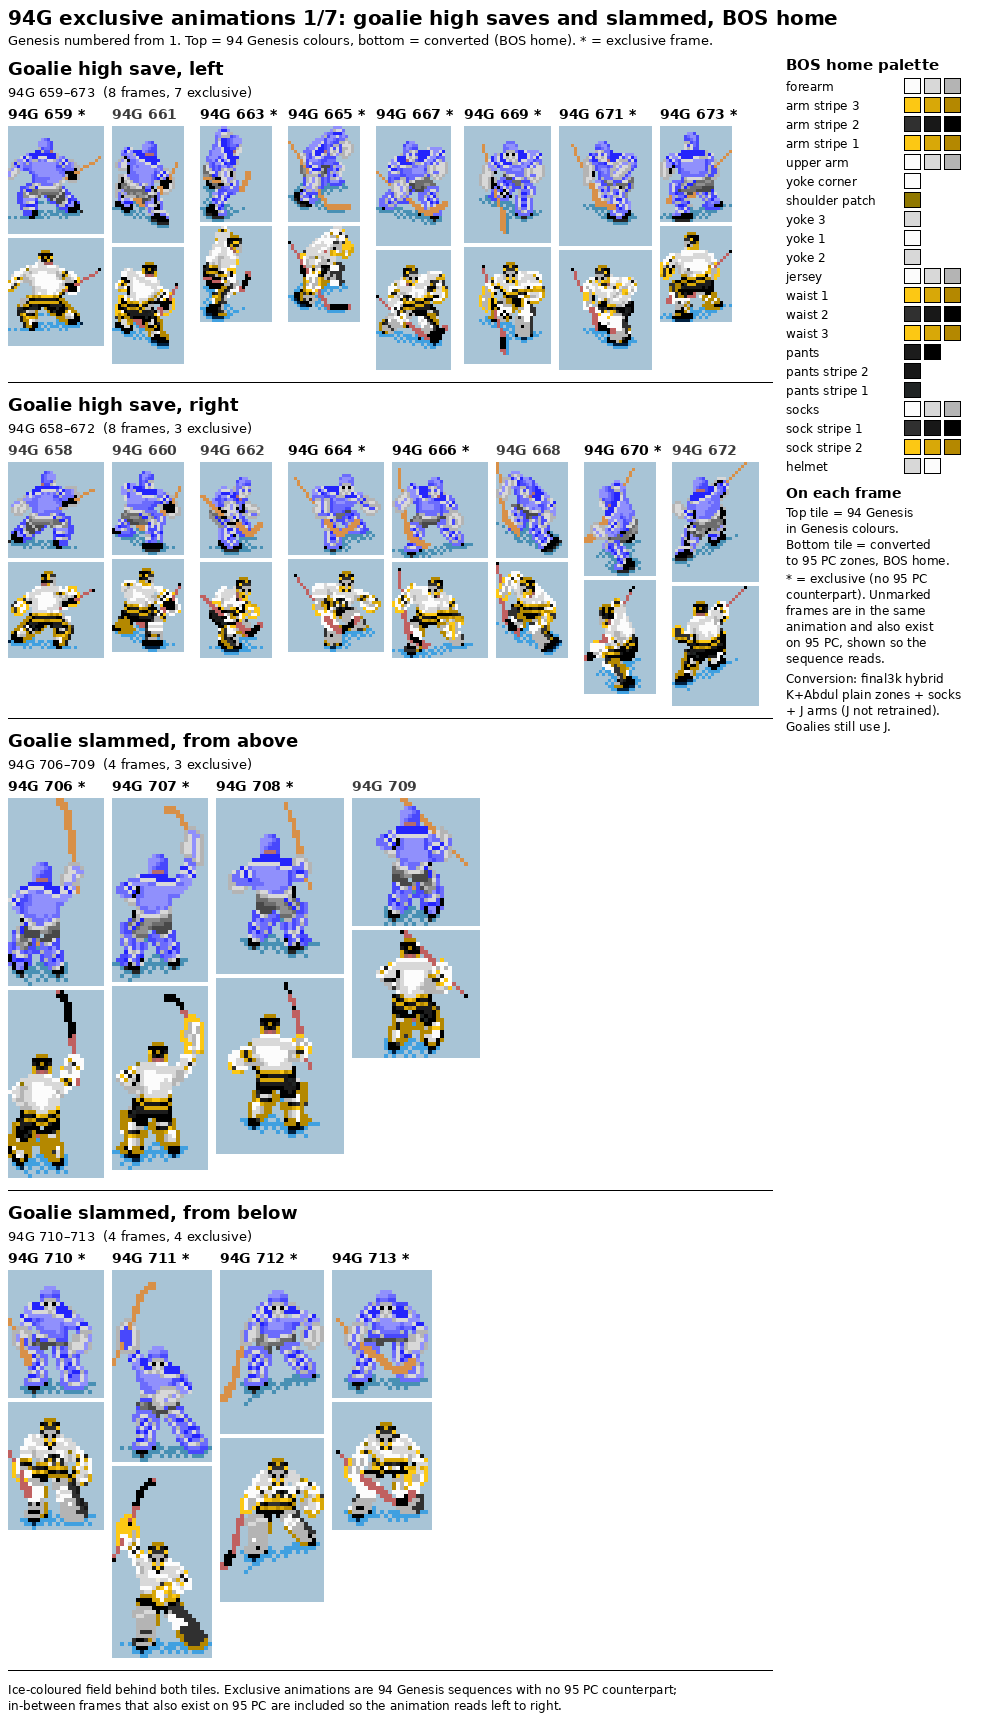 94G exclusive animations 1/7: goalie high saves and slammed, BOS home
Genesis numbered from 1. Top = 94 Genesis colours, bottom = converted (BOS home). * = exclusive frame.
Goalie high save, left
94G 659–673 (8 frames, 7 exclusive)
94G 659 * 94G 661 94G 663 * 94G 665 * 94G 667 * 94G 669 * 94G 671 * 94G 673 *
Goalie high save, right
94G 658–672 (8 frames, 3 exclusive)
94G 658 94G 660 94G 662 94G 664 * 94G 666 * 94G 668 94G 670 * 94G 672
Goalie slammed, from above
94G 706–709 (4 frames, 3 exclusive)
94G 706 * 94G 707 * 94G 708 * 94G 709
Goalie slammed, from below
94G 710–713 (4 frames, 4 exclusive)
94G 710 * 94G 711 * 94G 712 * 94G 713 *
BOS home palette
forearm
arm stripe 3
arm stripe 2
arm stripe 1
upper arm
yoke corner
shoulder patch
yoke 3
yoke 1
yoke 2
jersey
waist 1
waist 2
waist 3
pants
pants stripe 2
pants stripe 1
socks
sock stripe 1
sock stripe 2
helmet
On each frame
Top tile = 94 Genesis
in Genesis colours.
Bottom tile = converted
to 95 PC zones, BOS home.
* = exclusive (no 95 PC
counterpart). Unmarked
frames are in the same
animation and also exist
on 95 PC, shown so the
sequence reads.
Conversion: final3k hybrid
K+Abdul plain zones + socks
+ J arms (J not retrained).
Goalies still use J.
Ice-coloured field behind both tiles. Exclusive animations are 94 Genesis sequences with no 95 PC counterpart;
in-between frames that also exist on 95 PC are included so the animation reads left to right.